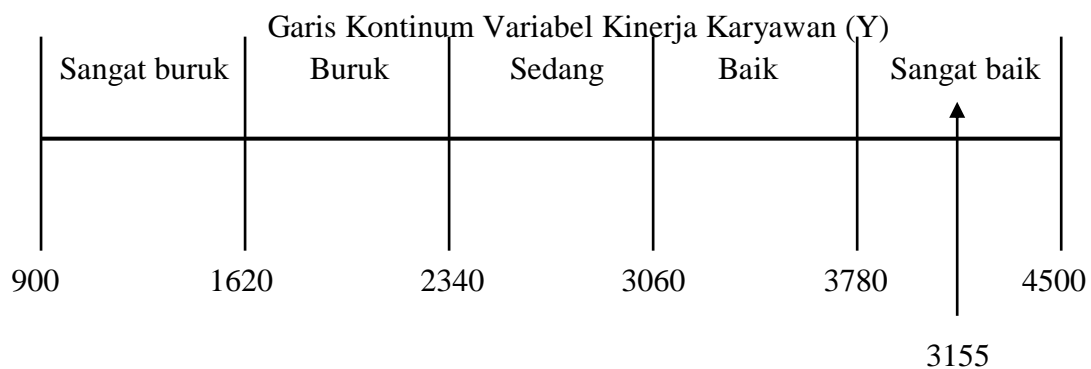 Garis Kontinum Variabel Kinerja Karyawan (Y)
Sangat buruk Buruk Sedang Baik Sangat baik
900 1620 2340 3060 3780 4500
3155